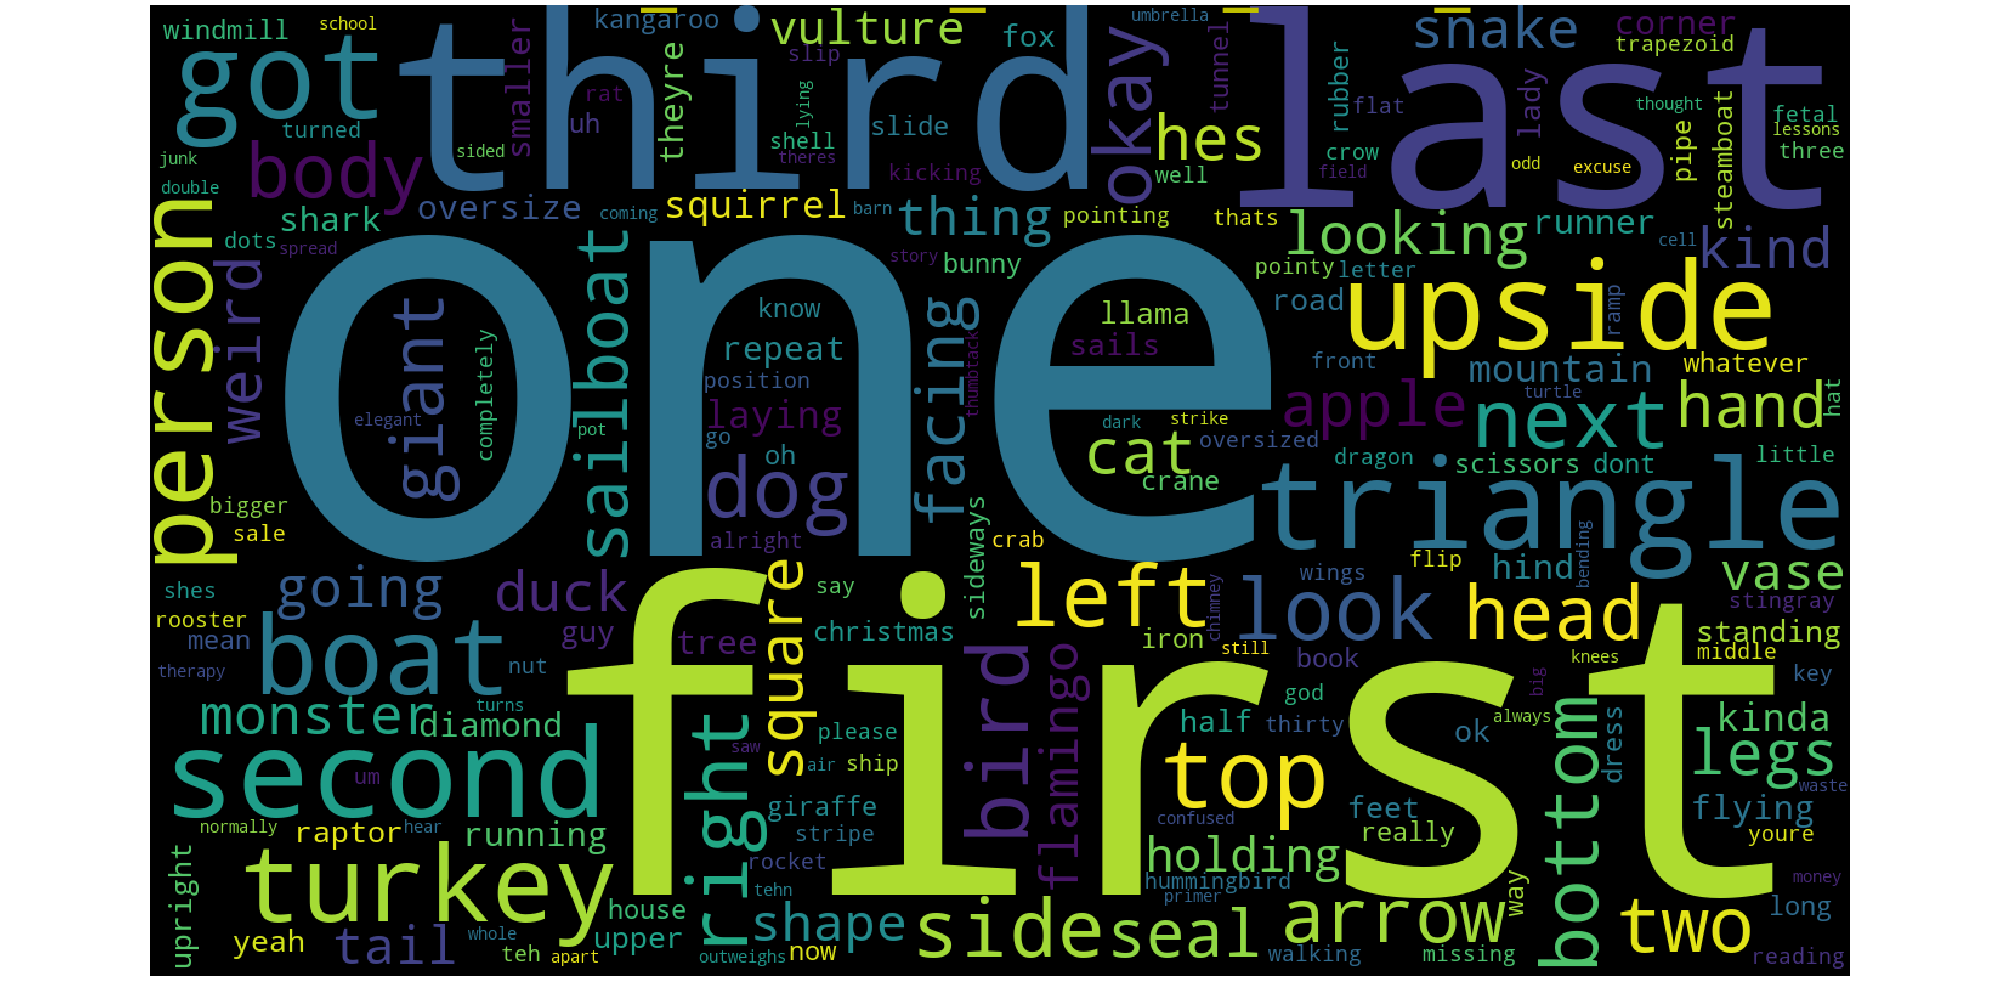 windmill
school
kangaroo
umbrella
vulture
fox
snake
corner
trapezoid
got
third
last
smaller
slip
okay
tunnel
rubber
lady
turned
rat
uh
theyre
lying
slide
flat
thought
fetal
lessons
three
junk
body
sided
shell
theres
kicking
hes
well
crow
field
odd
excuse
pipe
steamboat
double
person
shark
oversize
coming
squirrel
barn
thing
pointing
thats
looking
runner
cell
kind
dots
spread
weird
sailboat
story
bunny
pointy
letter
giant
one
know
facing
llama
road
upside
ramp
completely
repeat
sails
front
mountain
whatever
position
thumbtack
turtle
elegant
pot
laying
go
dark
strike
apple
next
hand
hat
oh
cat
oversized
dragon
scissors
dont
little
crane
dog
triangle
bigger
sale
sideways
alright
crab
flip
bending
shes
going
duck
square
say
left
wings
look
hind
vase
chimney
head
stingray
rooster
mean
guy
tree
christmas
iron
still
standing
middle
therapy
boat
nut
first
bird
flamingo
book
knees
key
turns
god
big
monster
diamond
right
saw
please
half
thirty
ok
always
dress
kinda
second
um
air
ship
top
bottom
legs
waste
giraffe
feet
flying
normally
raptor
hear
running
stripe
confused
really
youre
upright
turkey
rocket
holding
tehn
hummingbird
primer
way
money
house
shape
side
seal
arrow
two
long
yeah
tail
whole
teh
apart
upper
outweighs
now
walking
missing
reading